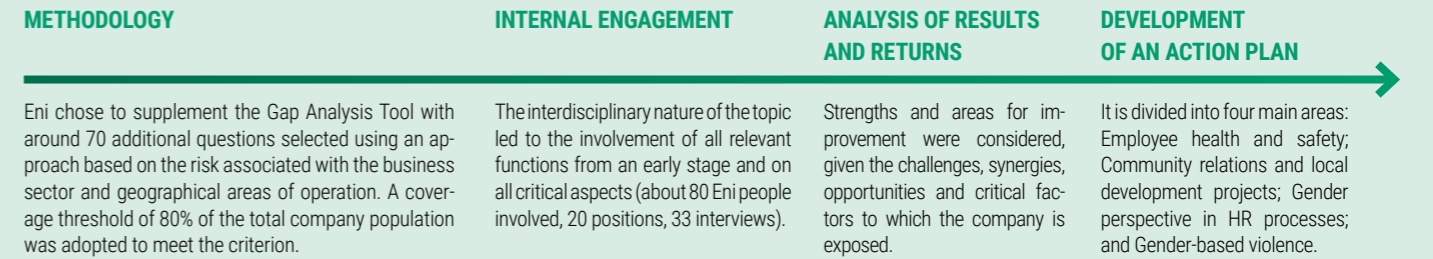 METHODOLOGY
Eni chose to supplement the Gap Analysis Tool with
around 70 additional questions selected using an ap-
proach based on the risk associated with the business
sector and geographical areas of operation. A cover-
age threshold of 80% of the total company population
was adopted to meet the criterion.
INTERNAL ENGAGEMENT
The interdisciplinary nature of the topic
led to the involvement of all relevant
functions from an early stage and on
all critical aspects (about 80 Eni people
involved, 20 positions, 33 interviews).
ANALYSIS OF RESULTS
AND RETURNS
Strengths and areas for im-
provement were considered,
given the challenges, synergies,
opportunities and critical fac-
tors to which the company is
exposed.
DEVELOPMENT
OF AN ACTION PLAN
It is divided into four main areas:
Employee health and safety;
Community relations and local
development projects; Gender
perspective in HR processes;
and Gender-based violence.